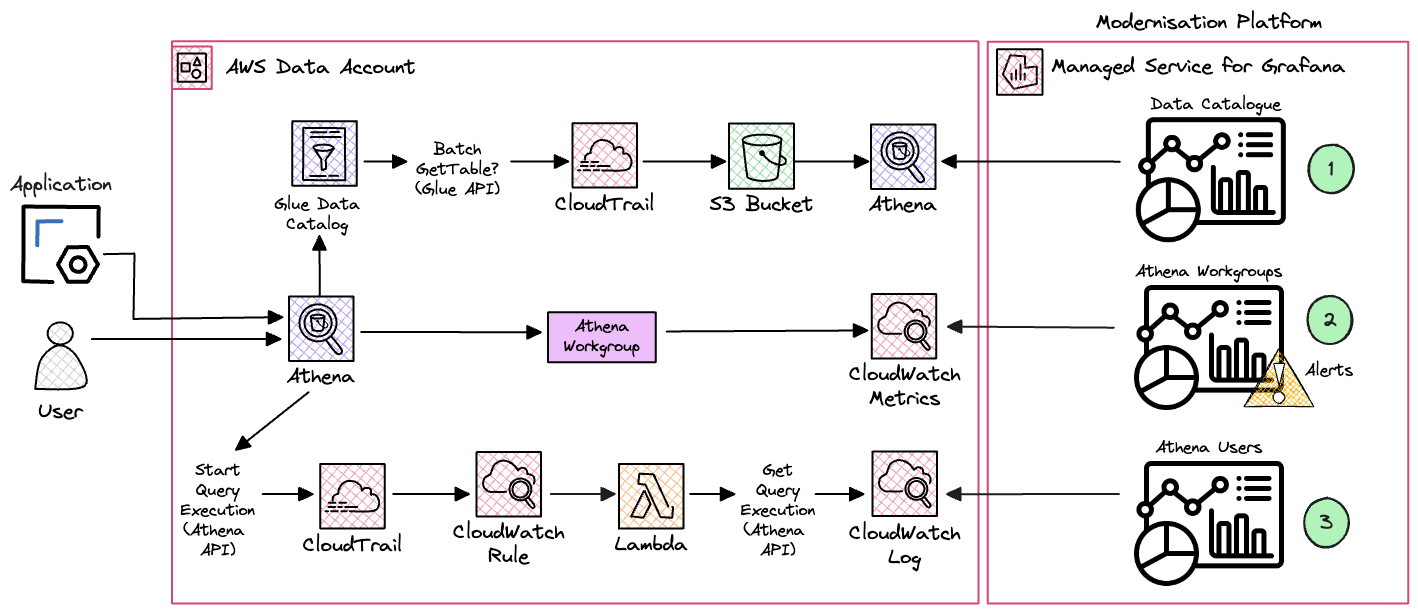 Modernisation Platform
AWS Data Account
Managed Service for Grafana
Data Catalogue
Batch
GetTable?
(Glue API)
1
Application
Glue Data
Catalog
CloudTrail
S3 Bucket
Athena
Athena Workgroups
2
Athena
Workgroup
Alerts
User
Athena
CloudWatch
Metrics
Athena Users
Start
Query
Execution
(Athena
API)
CloudTrail
CloudWatch
Rule
Lambda
Get
Query
Execution
(Athena
API)
CloudWatch
Log
3